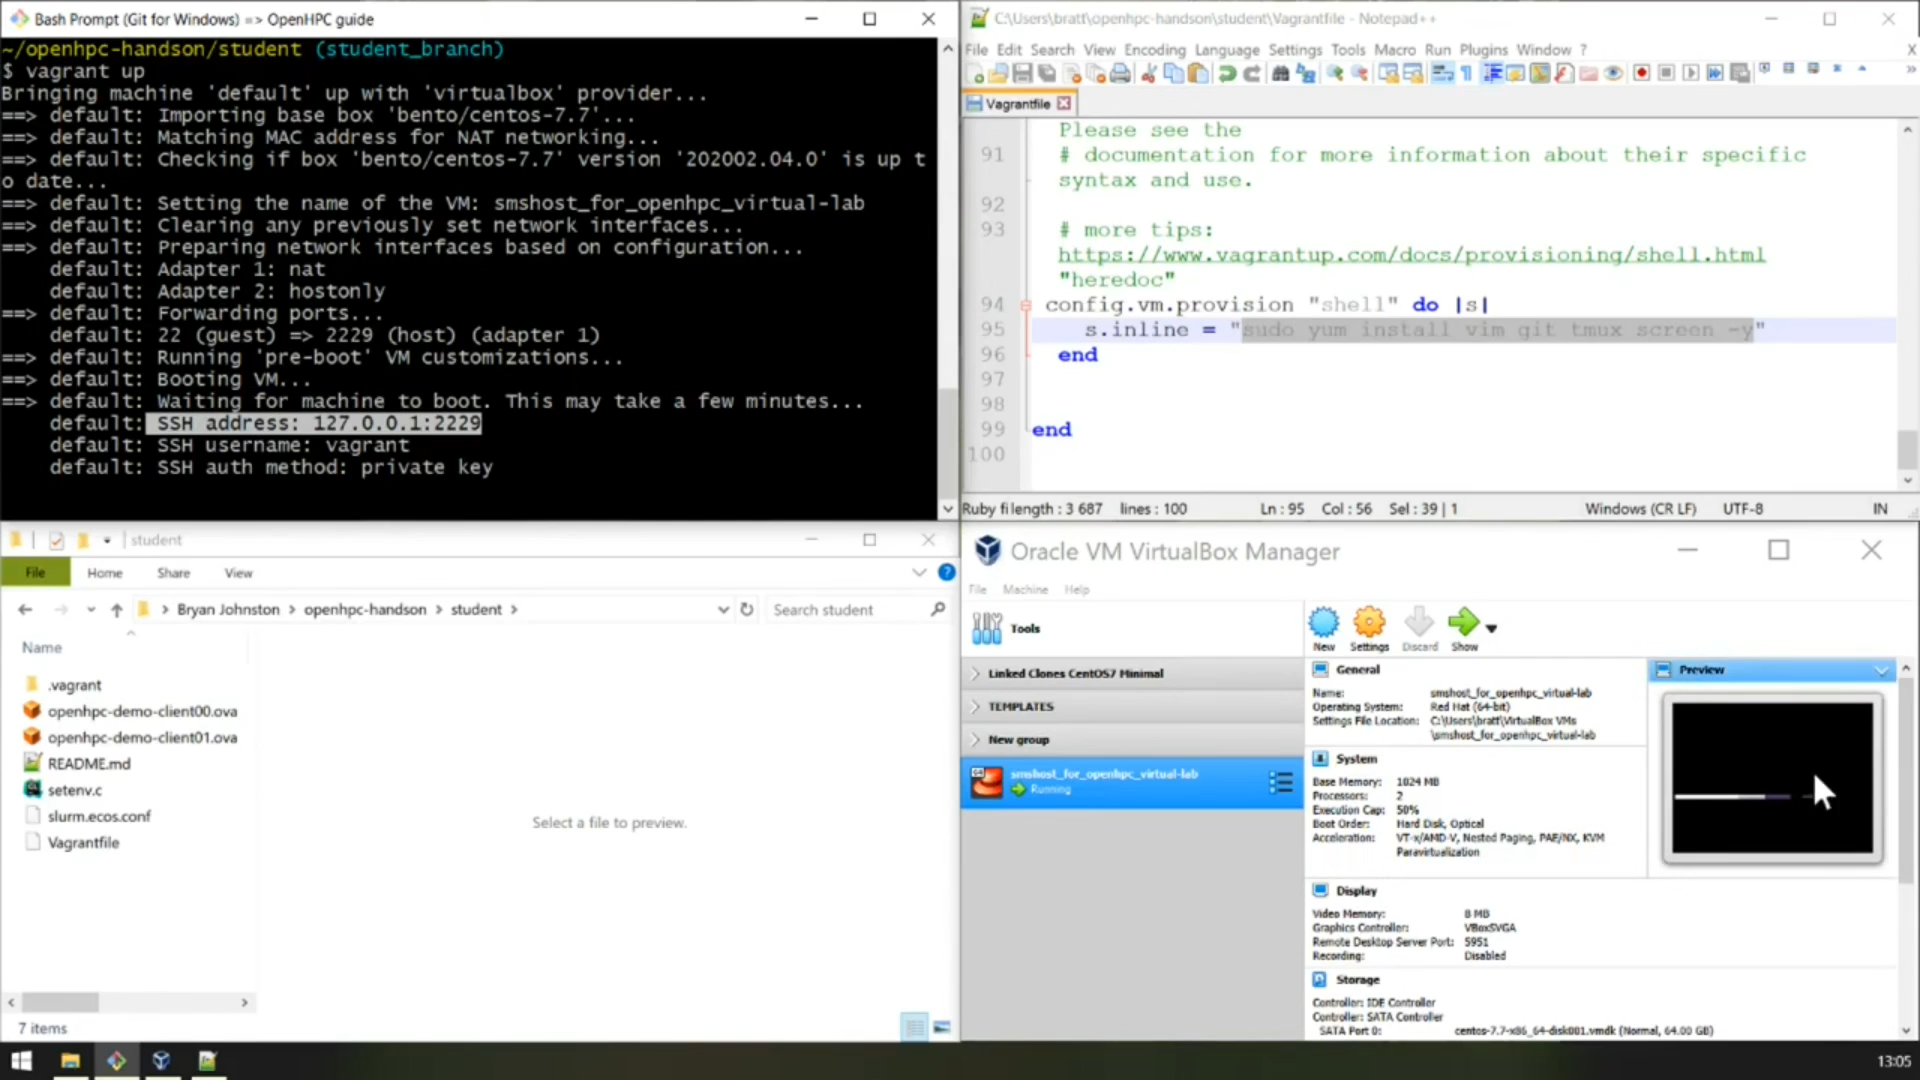 Bash Prompt (Git for Windows) => OpenHPC guide
~/openhpc-handson/student (student_branch)
$ vagrant up
Bringing machine 'default' up with 'virtualbox' provider...
==> default: Importing base box 'bento/centos-7.7'...
==> default: Matching MAC address for NAT networking...
==> default: Checking if box 'bento/centos-7.7' version '202002.04.0' is up t
o date...
==> default: Setting the name of the VM: smshost_for_openhpc_virtual-lab
==> default: Clearing any previously set network interfaces...
==> default: Preparing network interfaces based on configuration...
default: Adapter 1: nat
default: Adapter 2: hostonly
==> default: Forwarding ports...
default: 22 (guest) => 2229 (host) (adapter 1)
==> default: Running 'pre-boot' VM customizations...
==> default: Booting VM...
==> default: Waiting for machine to boot. This may take a few minutes...
default: SSH address: 127.0.0.1:2229
default: SSH username: vagrant
default: SSH auth method: private key
C:\Users\bratt\openhpc-handson\student\Vagrantfile - Notepad++
File Edit Search View Encoding Language Settings Tools Macro Run Plugins Window ? X
Vagrantfile
Please see the
91 # documentation for more information about their specific
syntax and use.
92
93 # more tips:
https://www.vagrantup.com/docs/provisioning/shell.html
"heredoc"
94 config.vm.provision "shell" do |s|
95 s.inline = "sudo yum install vim git tmux screen -y"
96 end
97
98
99 end
100
Ruby fi length : 3 687 lines : 100 Ln : 95 Col : 56 Sel : 39 | 1 Windows (CR LF) UTF-8 IN
student
File Home Share View
Bryan Johnston > openhpc-handson > student > Search student
Name
.vagrant
openhpc-demo-client00.ova
openhpc-demo-client01.ova
README.md
setenv.c
slurm.ecos.conf
Vagrantfile
Select a file to preview.
7 items
Oracle VM VirtualBox Manager
File Machine Help
Tools
New Settings Discard Show
Linked Clones CentOS7 Minimal
TEMPLATES
New group
smshost_for_openhpc_virtual-lab
Running
General
Name: smshost_for_openhpc_virtual-lab
Operating System: Red Hat (64-bit)
Settings File Location: C:\Users\bratt\VirtualBox VMs
\smshost_for_openhpc_virtual-lab
Preview
System
Base Memory: 1024 MB
Processors: 2
Execution Cap: 50%
Boot Order: Hard Disk, Optical
Acceleration: VT-x/AMD-V, Nested Paging, PAE/NX, KVM
Paravirtualization
Display
Video Memory: 8 MB
Graphics Controller: VBoxSVGA
Remote Desktop Server Port: 5951
Recording: Disabled
Storage
Controller: IDE Controller
Controller: SATA Controller
SATA Port 0: centos-7.7-x86_64-disk001.vmdk (Normal, 64.00 GB)
13:05